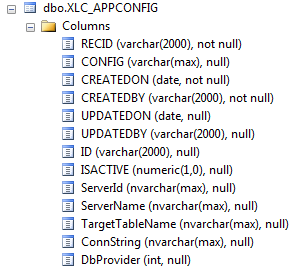 dbo.XLC_APPCONFIG
Columns
RECID (varchar(2000), not null)
CONFIG (varchar(max), null)
CREATEDON (date, not null)
CREATEDBY (varchar(2000), not null)
UPDATEDON (date, null)
UPDATEDBY (varchar(2000), null)
ID (varchar(2000), null)
ISACTIVE (numeric(1,0), null)
ServerId (nvarchar(max), null)
ServerName (nvarchar(max), null)
TargetTableName (nvarchar(max), null)
ConnString (nvarchar(max), null)
DbProvider (int, null)